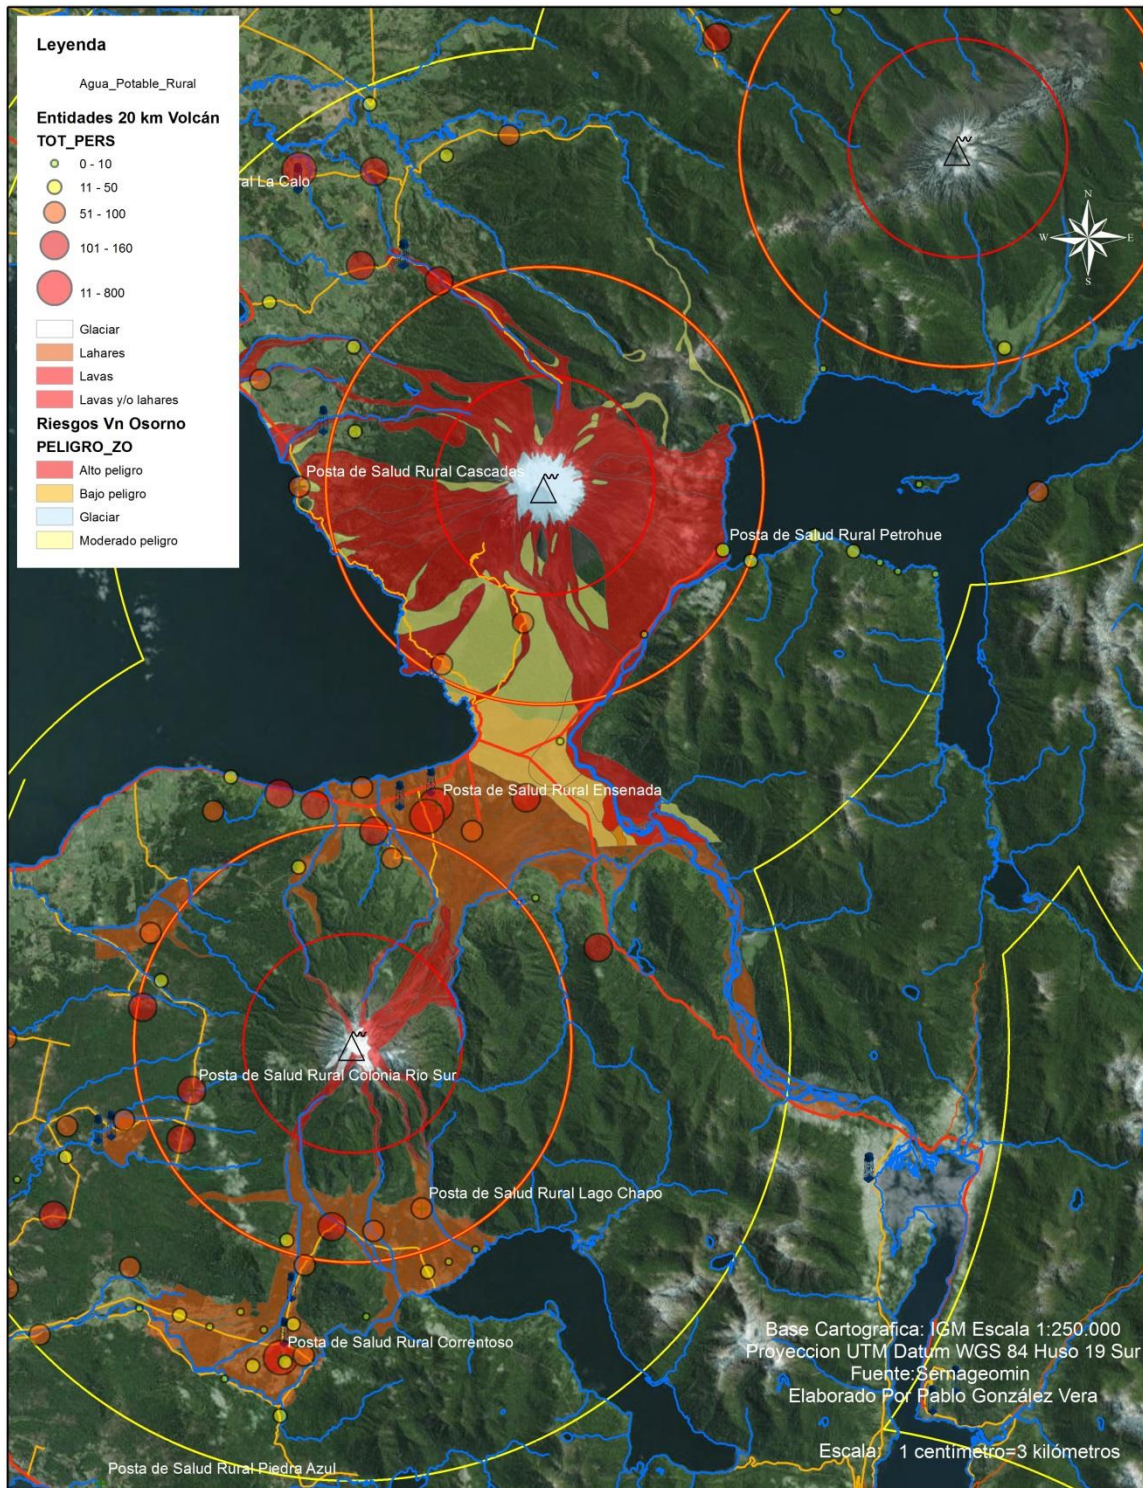 Leyenda
Agua_Potable_Rural
Entidades 20 km Volcán
TOT_PERS
0 - 10
11 - 50
51 - 100
101 - 160
11 - 800
Glaciar
Lahares
Lavas
Lavas y/o lahares
Riesgos Vn Osorno
PELIGRO_ZO
Alto peligro
Bajo peligro
Glaciar
Moderado peligro
ral La Calo
N
W E
S
Posta de Salud Rural Cascadas
Posta de Salud Rural Petrohue
Posta de Salud Rural Ensenada
Posta de Salud Rural Colonia Rio Sur
Posta de Salud Rural Lago Chapo
Posta de Salud Rural Correntoso
Posta de Salud Rural Piedra Azul
Base Cartografica: IGM Escala 1:250.000
Proyeccion UTM Datum WGS 84 Huso 19 Sur
Fuente:Sernageomin
Elaborado Por Pablo González Vera
Escala: 1 centímetro=3 kilómetros